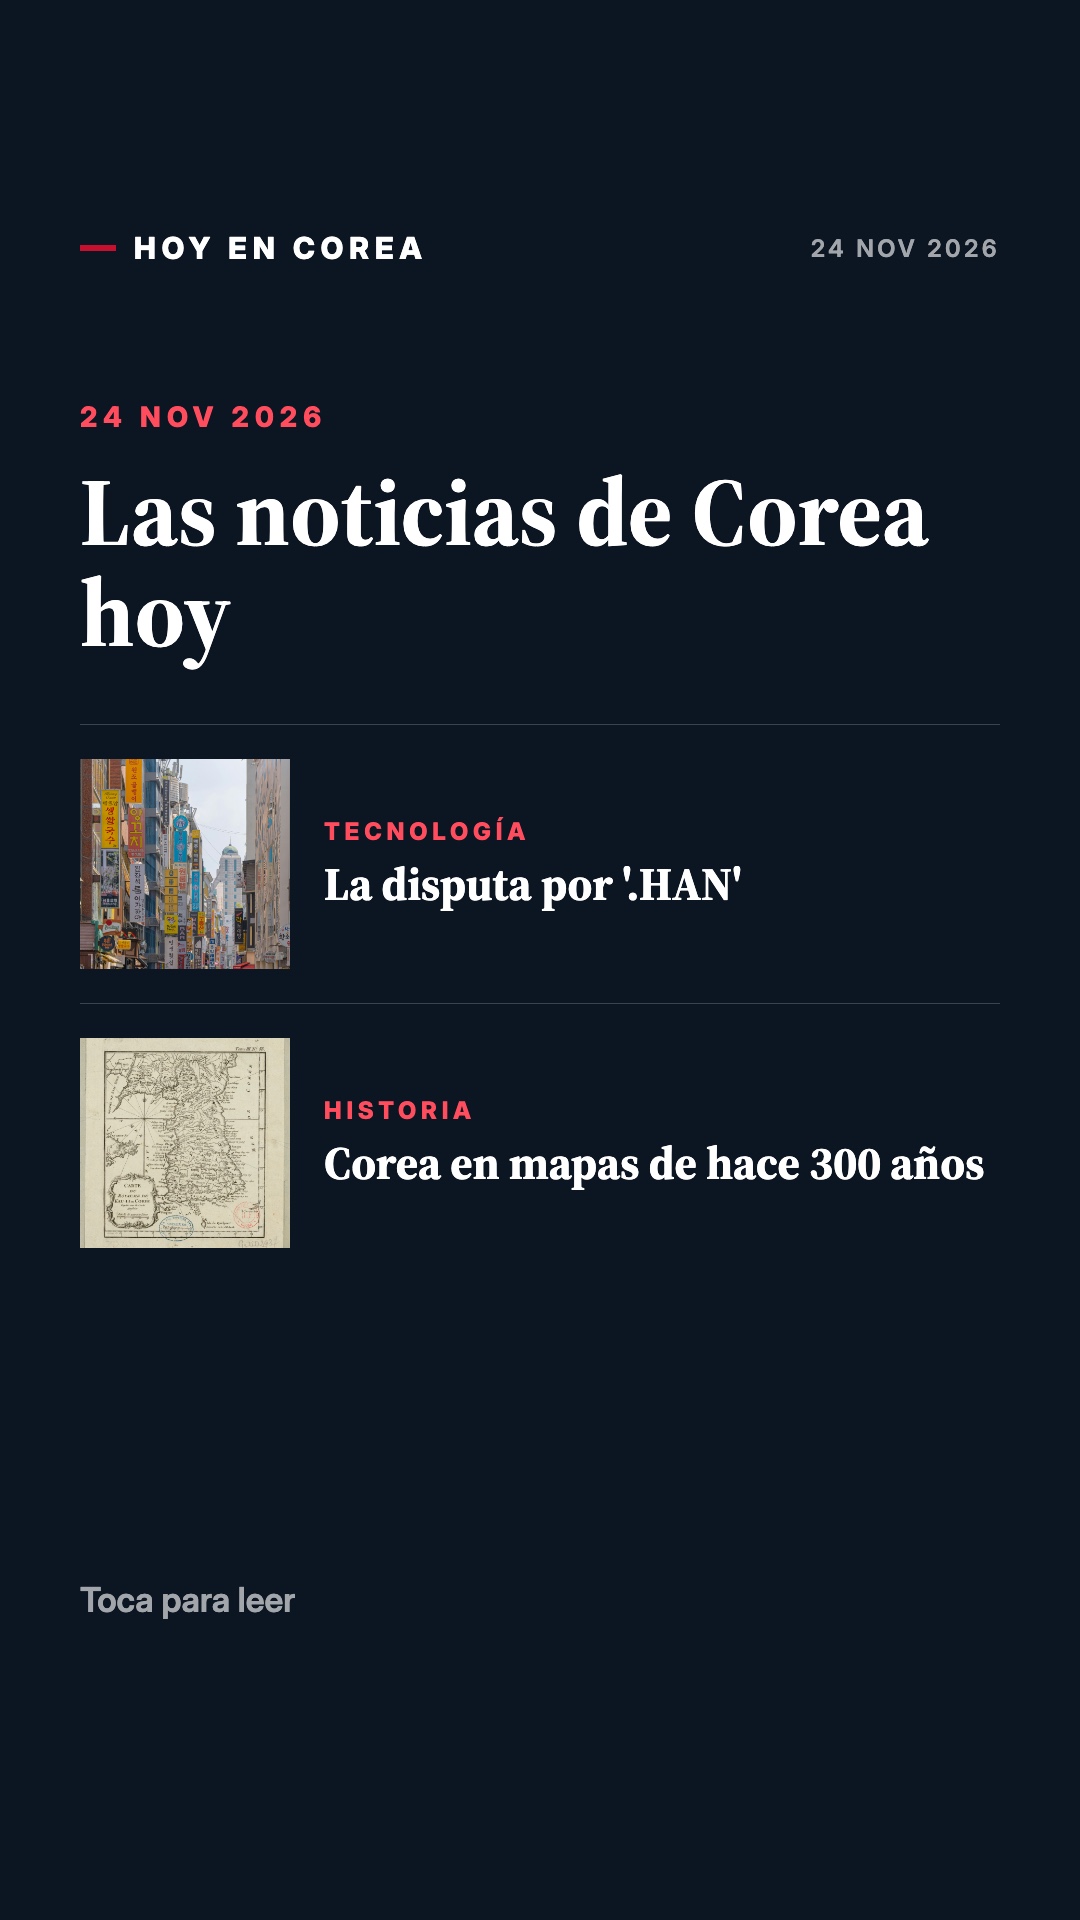 HOY EN COREA
24 NOV 2026
24 NOV 2026
Las noticias de Corea
hoy
TECNOLOGÍA
La disputa por '.HAN'
HISTORIA
Corea en mapas de hace 300 años
Toca para leer